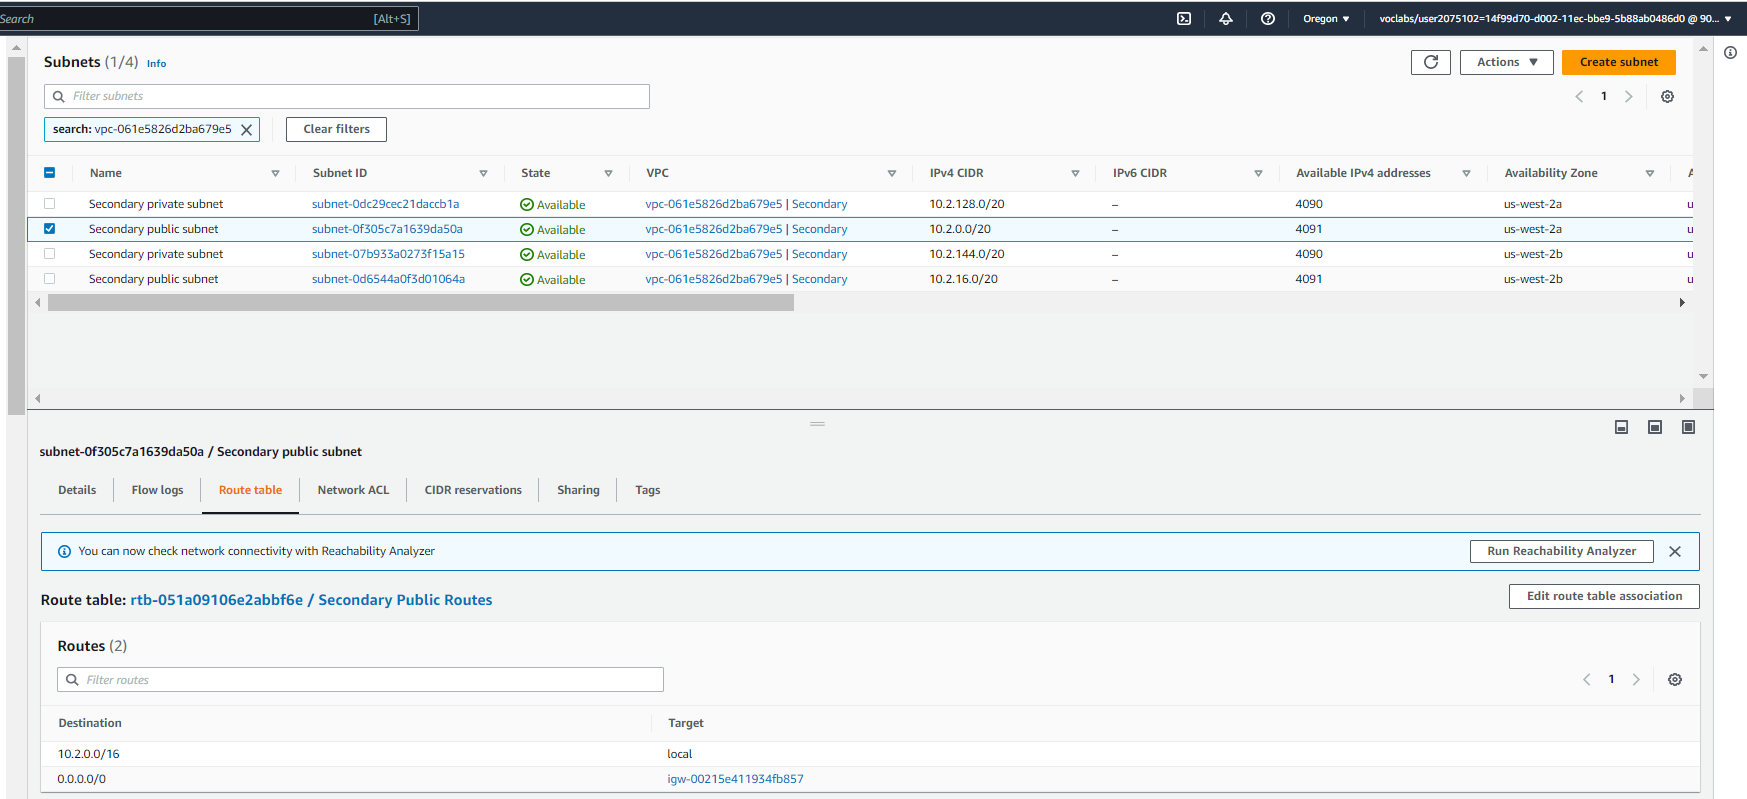 Search [Alt+S] Oregon ▼ voclabs/user2075102=14f99d70-d002-11ec-bbe9-5b88ab0486d0 @ 90... ▼
Subnets (1/4) Info Actions ▼ Create subnet
Filter subnets 1
search: vpc-061e5826d2ba679e5 Clear filters
Name Subnet ID State VPC IPv4 CIDR IPv6 CIDR Available IPv4 addresses Availability Zone A
Secondary private subnet subnet-0dc29cec21daccb1a Available vpc-061e5826d2ba679e5 | Secondary 10.2.128.0/20 – 4090 us-west-2a u
Secondary public subnet subnet-0f305c7a1639da50a Available vpc-061e5826d2ba679e5 | Secondary 10.2.0.0/20 – 4091 us-west-2a u
Secondary private subnet subnet-07b933a0273f15a15 Available vpc-061e5826d2ba679e5 | Secondary 10.2.144.0/20 – 4090 us-west-2b
Secondary public subnet subnet-0d6544a0f3d01064a Available vpc-061e5826d2ba679e5 | Secondary 10.2.16.0/20 – 4091 us-west-2b u
subnet-0f305c7a1639da50a / Secondary public subnet
Details Flow logs Route table Network ACL CIDR reservations Sharing Tags
You can now check network connectivity with Reachability Analyzer Run Reachability Analyzer
Route table: rtb-051a09106e2abbf6e / Secondary Public Routes Edit route table association
Routes (2)
Filter routes 1
Destination Target
10.2.0.0/16 local
0.0.0.0/0 igw-00215e411934fb857